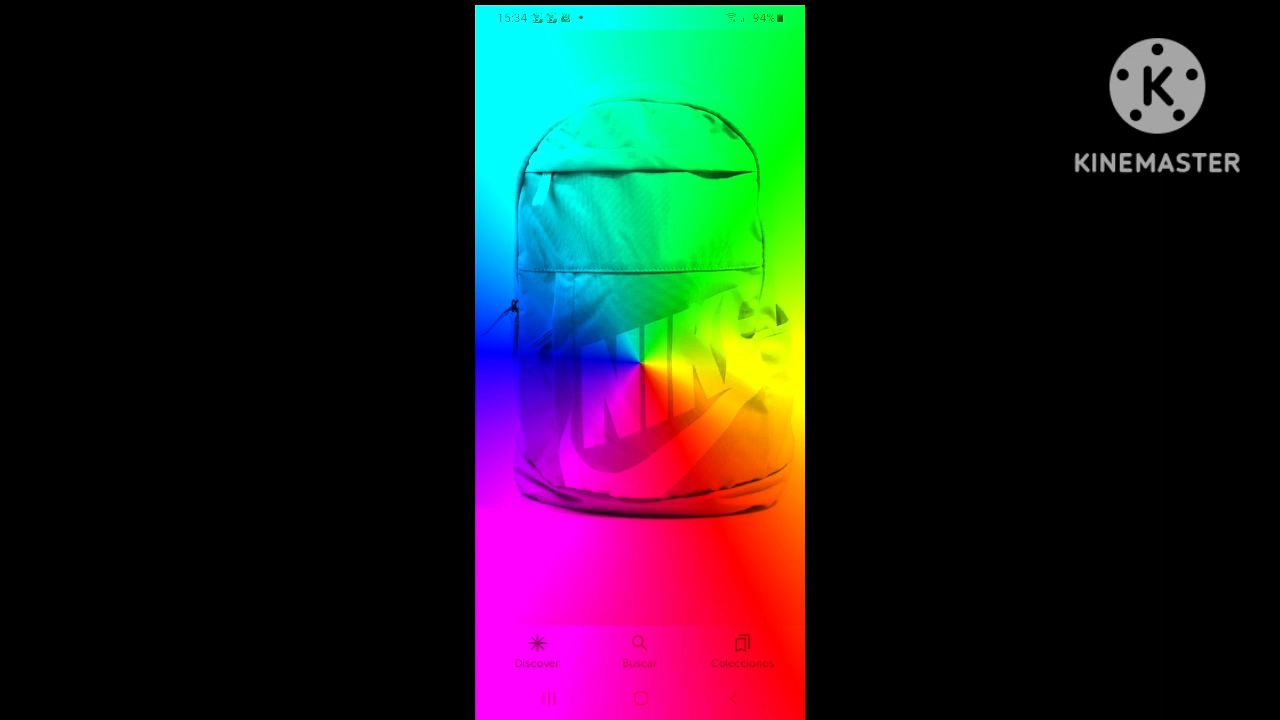 15:34
94%
NIKE
Discover
Buscar
Colecciones
K
KINEMASTER